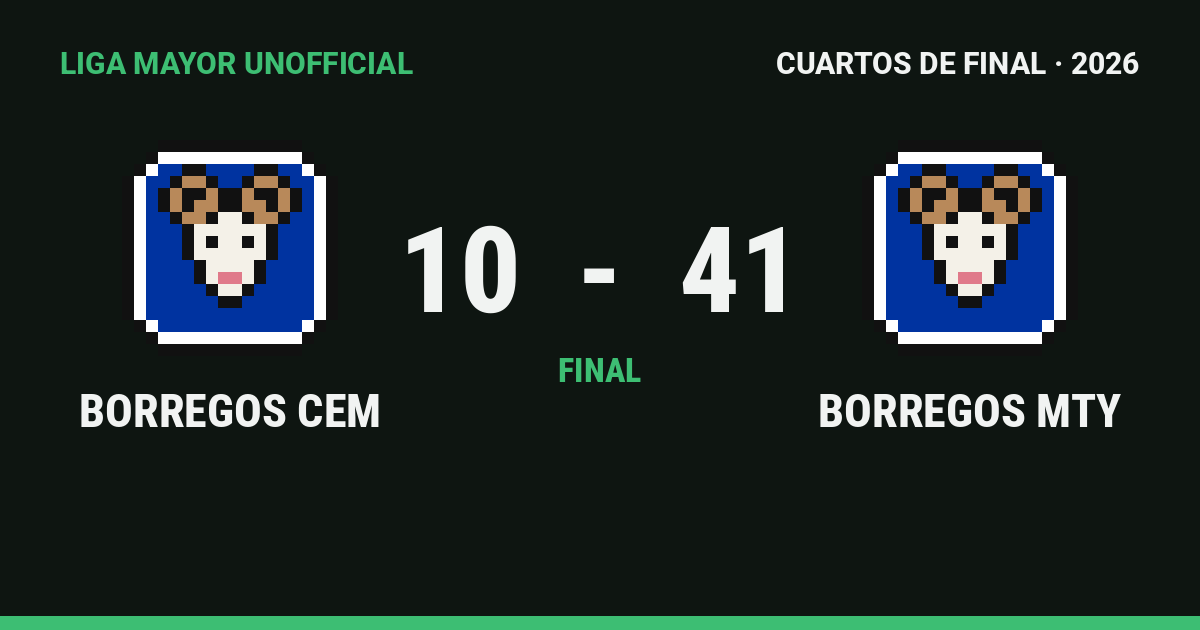 LIGA MAYOR UNOFFICIAL
CUARTOS DE FINAL · 2026
10 - 41
FINAL
BORREGOS CEM
BORREGOS MTY